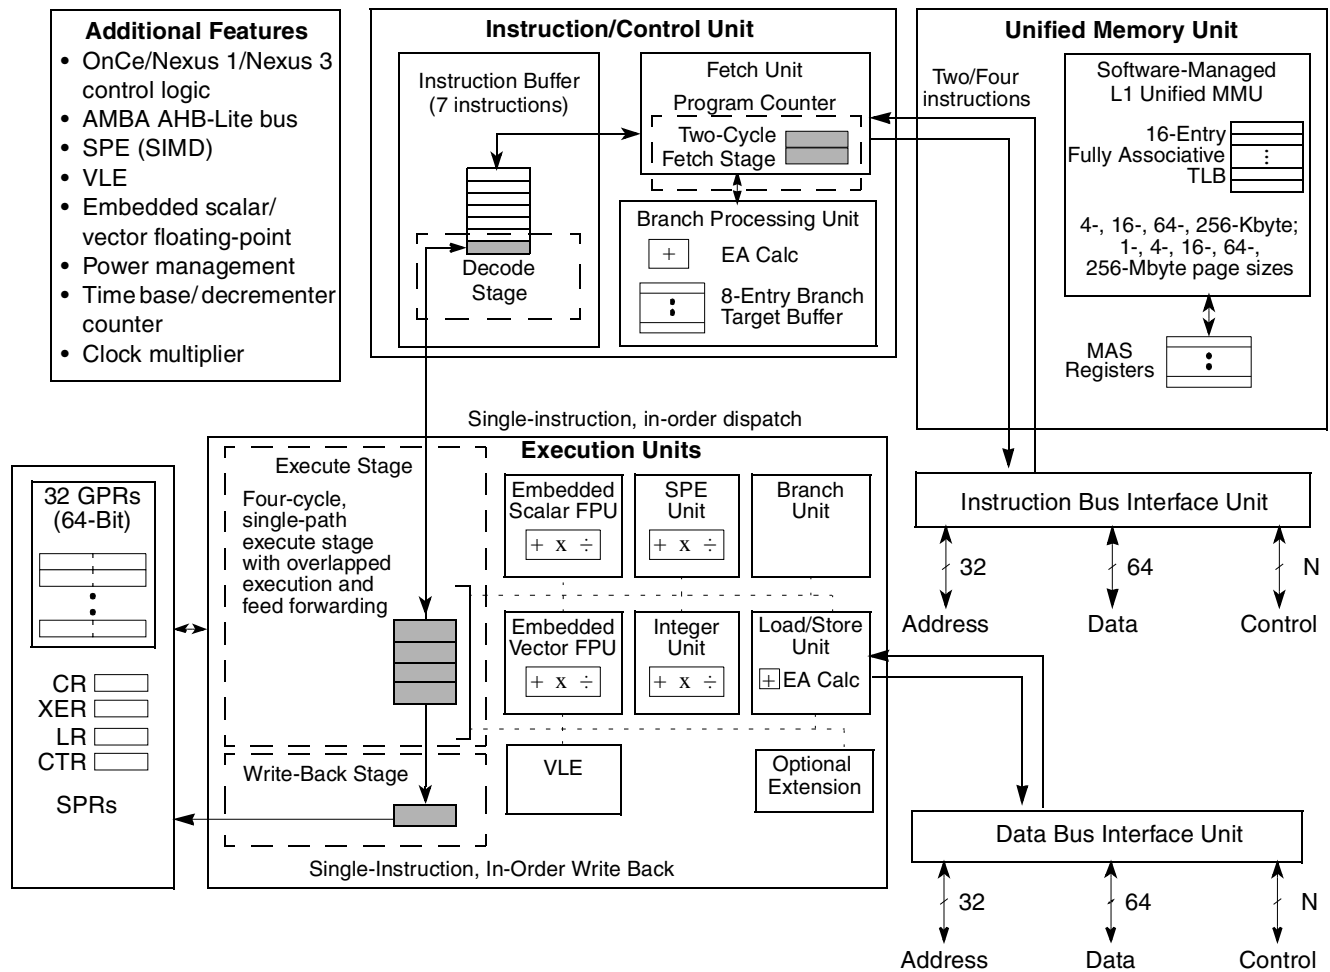 Additional Features
• OnCe/Nexus 1/Nexus 3
control logic
• AMBA AHB-Lite bus
• SPE (SIMD)
• VLE
• Embedded scalar/
vector floating-point
• Power management
• Time base/ decrementer
counter
• Clock multiplier
Instruction/Control Unit
Instruction Buffer
(7 instructions)
Decode
Stage
Fetch Unit
Program Counter
Two-Cycle
Fetch Stage
Branch Processing Unit
+
EA Calc
8-Entry Branch
Target Buffer
Two/Four
instructions
Unified Memory Unit
Software-Managed
L1 Unified MMU
16-Entry
Fully Associative
TLB
4-, 16-, 64-, 256-Kbyte;
1-, 4-, 16-, 64-,
256-Mbyte page sizes
MAS
Registers
Single-instruction, in-order dispatch
Execution Units
Execute Stage
Four-cycle,
single-path
execute stage
with overlapped
execution and
feed forwarding
Embedded
Scalar FPU
+ x ÷
SPE
Unit
+ x ÷
Branch
Unit
Embedded
Vector FPU
+ x ÷
Integer
Unit
+ x ÷
Load/Store
Unit
+ EA Calc
VLE
Optional
Extension
Write-Back Stage
Single-Instruction, In-Order Write Back
32 GPRs
(64-Bit)
CR
XER
LR
CTR
SPRs
Instruction Bus Interface Unit
32
64
N
Address
Data
Control
Data Bus Interface Unit
32
64
N
Address
Data
Control